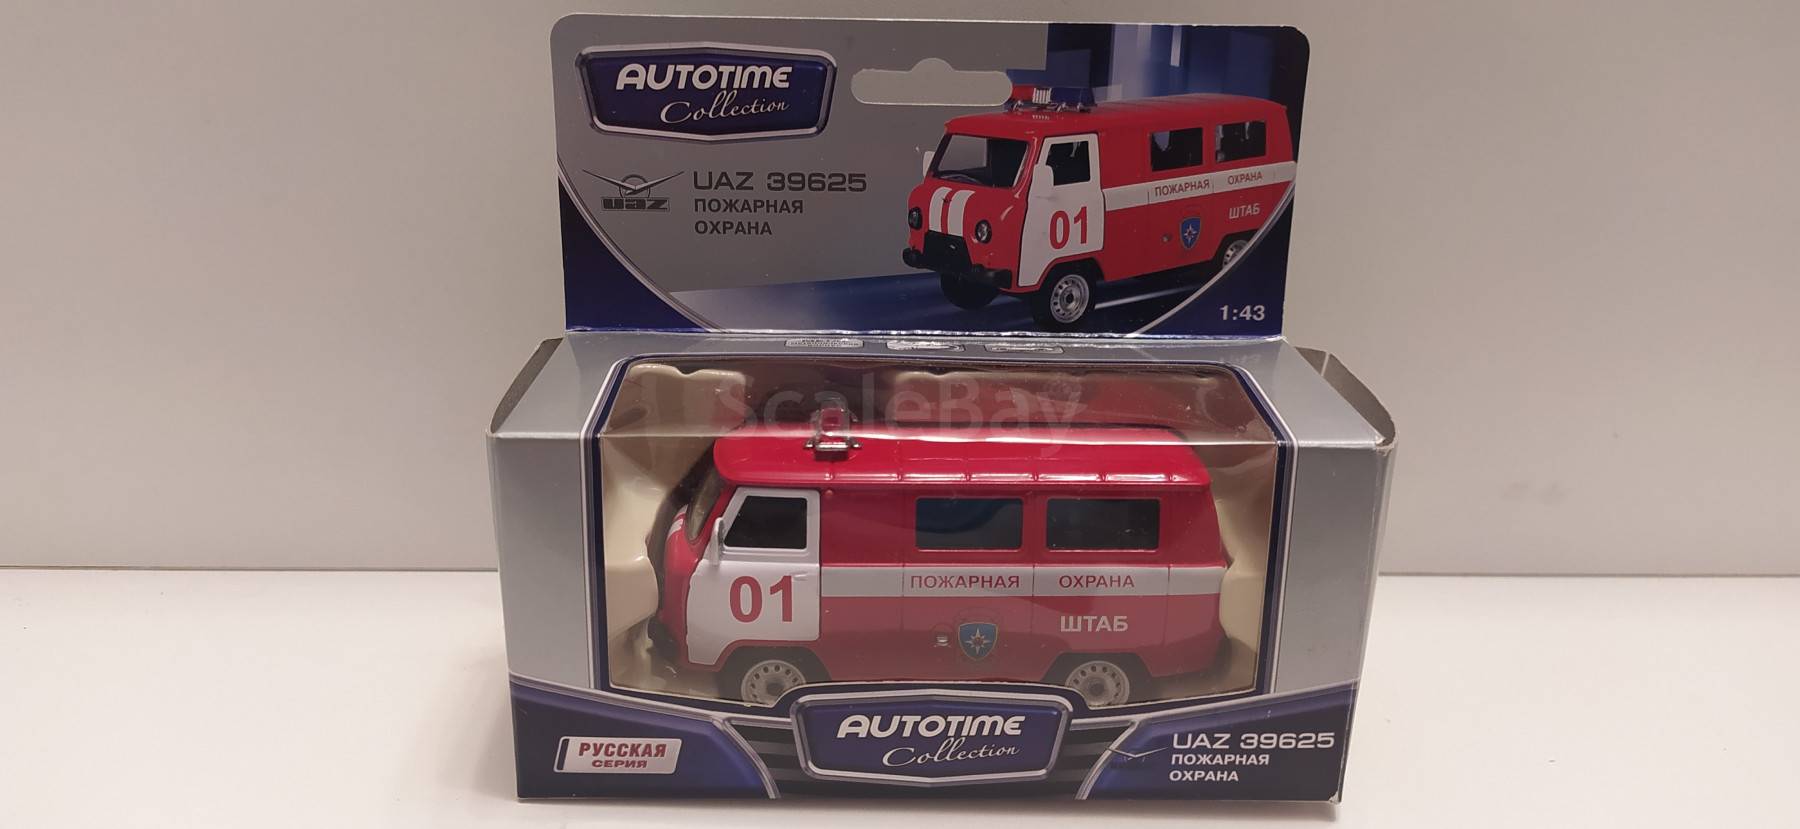 AUTOTIME
Collection
uaz
UAZ 39625
ПОЖАРНАЯ
ОХРАНА
ПОЖАРНАЯ ОХРАНА
ШТАБ
01
1:43
ScaleBay
01
ПОЖАРНАЯ ОХРАНА
ШТАБ
AUTOTIME
Collection
РУССКАЯ
СЕРИЯ
UAZ 39625
ПОЖАРНАЯ
ОХРАНА